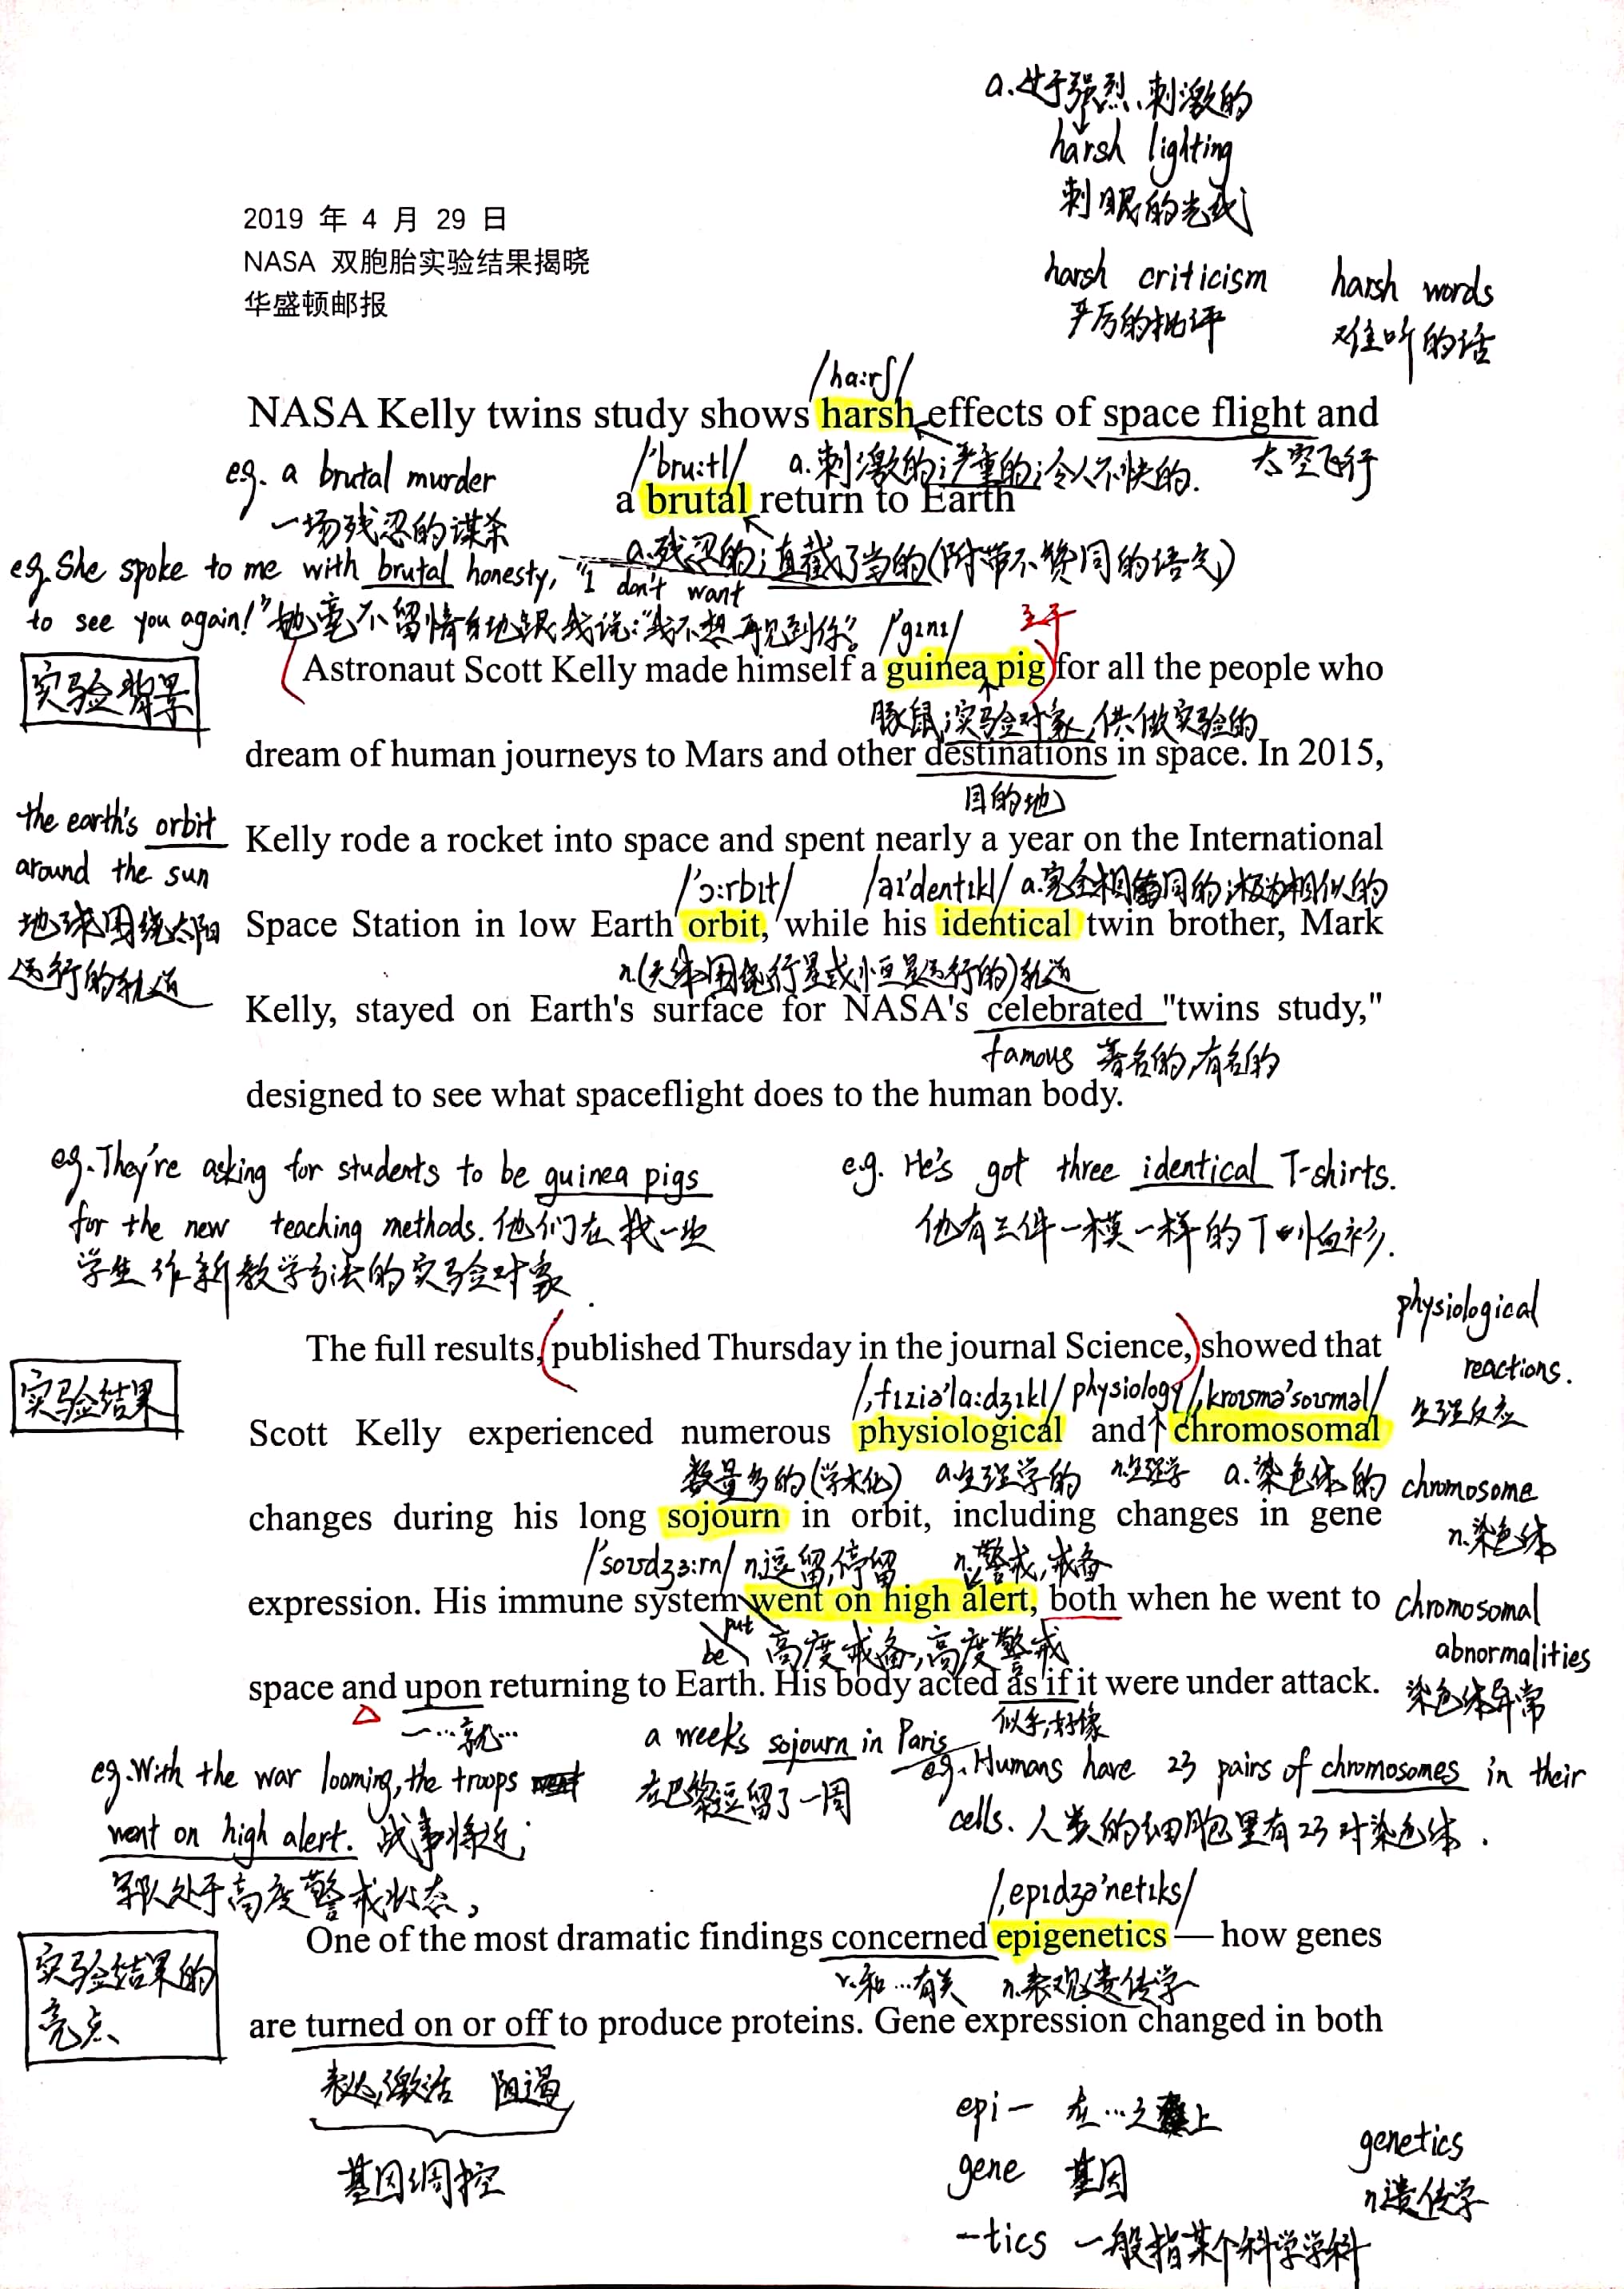 a.过于强烈、刺激的
harsh lighting
刺眼的光线
2019 年 4 月 29 日
NASA 双胞胎实验结果揭晓
华盛顿邮报
harsh criticism
严厉的批评
harsh words
难听的话
/hɑ:rʃ/
NASA Kelly twins study shows harsh effects of space flight and
a.刺激的;严重的;令人不快的.
太空飞行
e.g. a brutal murder
一场残忍的谋杀
/ˈbru:tl/
a brutal return to Earth
a.残忍的;直截了当的(附带不赞同的语气)
eg.She spoke to me with brutal honesty, "I don't want
to see you again!"她毫不留情面地跟我说:"我不想再见到你".
/ˈgɪnɪ/
实验背景
Astronaut Scott Kelly made himself a guinea pig for all the people who
豚鼠;实验对象,供做实验的
dream of human journeys to Mars and other destinations in space. In 2015,
目的地
the earth's orbit
around the sun
地球围绕太阳
运行的轨道
Kelly rode a rocket into space and spent nearly a year on the International
/ˈɔ:rbɪt/
/aɪˈdentɪkl/ a.完全相同的;极为相似的
Space Station in low Earth orbit, while his identical twin brother, Mark
n.(天体围绕行星或恒星运行的)轨道
Kelly, stayed on Earth's surface for NASA's celebrated "twins study,"
famous 著名的,有名的
designed to see what spaceflight does to the human body.
eg.They're asking for students to be guinea pigs
for the new teaching methods.他们在找一些
学生作新教学方法的实验对象.
e.g. He's got three identical T-shirts.
他有三件一模一样的T恤衫.
physiological
reactions.
生理反应
实验结果
The full results, published Thursday in the journal Science, showed that
/ˌfɪziəˈlɑ:dʒɪkl/ physiology /ˌkroʊməˈsoʊməl/
Scott Kelly experienced numerous physiological and chromosomal
数量多的(学术化) a.生理学的 n.生理学 a.染色体的
chromosome
n.染色体
changes during his long sojourn in orbit, including changes in gene
/ˈsoʊdʒɜ:rn/ n.逗留,停留 n.警戒,戒备
expression. His immune system went on high alert, both when he went to
be put 高度戒备,高度警戒
chromosomal
abnormalities
染色体异常
space and upon returning to Earth. His body acted as if it were under attack.
一…就…
似乎,好像
eg.With the war looming,the troops
went on high alert. 战事将近;
军队处于高度警戒状态,
a weeks sojourn in Paris
在巴黎逗留了一周
eg.Humans have 23 pairs of chromosomes in their
cells. 人类的细胞里有23对染色体.
/ˌepɪdʒəˈnetɪks/
实验结果的
亮点
One of the most dramatic findings concerned epigenetics — how genes
v.和…有关 n.表观遗传学
are turned on or off to produce proteins. Gene expression changed in both
表达,激活 阻遏
基因调控
epi— 在…之上
gene 基因
—tics 一般指某个科学学科
genetics
n.遗传学